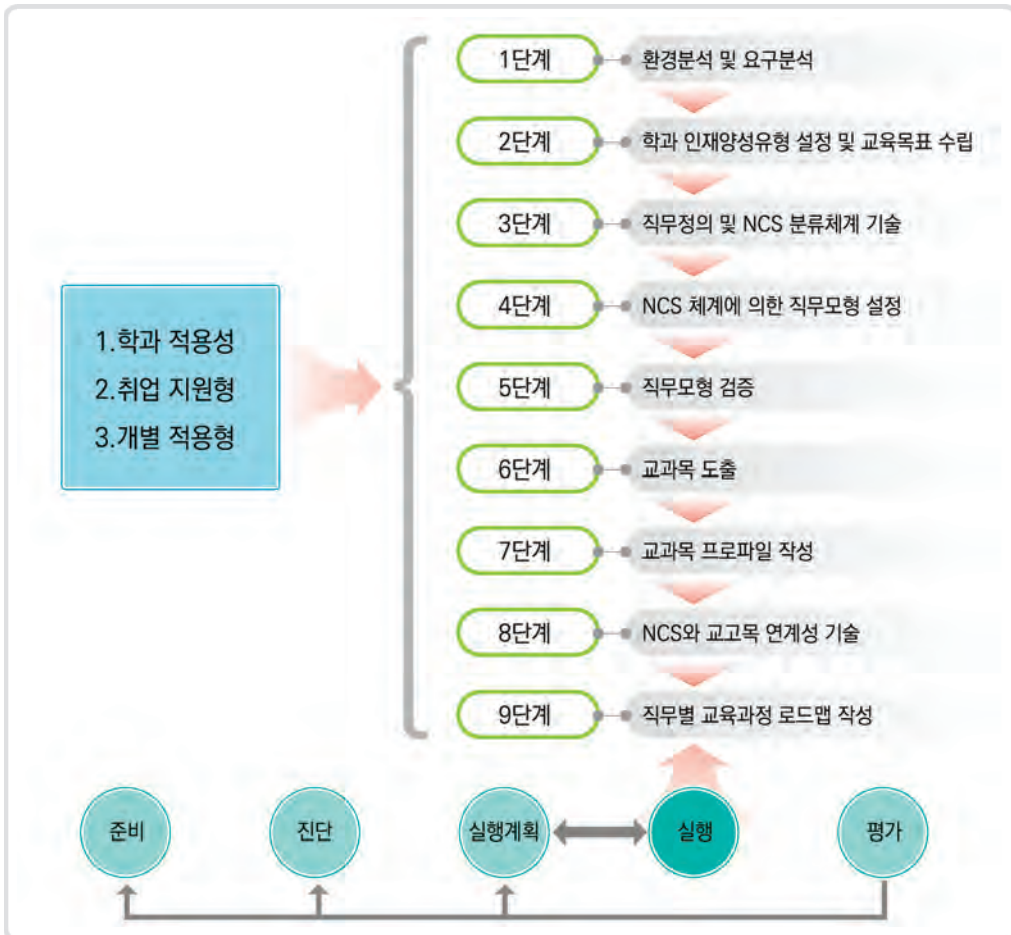 1.학과 적용성
2.취업 지원형
3.개별 적용형
1단계 환경분석 및 요구분석
2단계 학과 인재양성유형 설정 및 교육목표 수립
3단계 직무정의 및 NCS 분류체계 기술
4단계 NCS 체계에 의한 직무모형 설정
5단계 직무모형 검증
6단계 교과목 도출
7단계 교과목 프로파일 작성
8단계 NCS와 교고목 연계성 기술
9단계 직무별 교육과정 로드맵 작성
준비 진단 실행계획 실행 평가